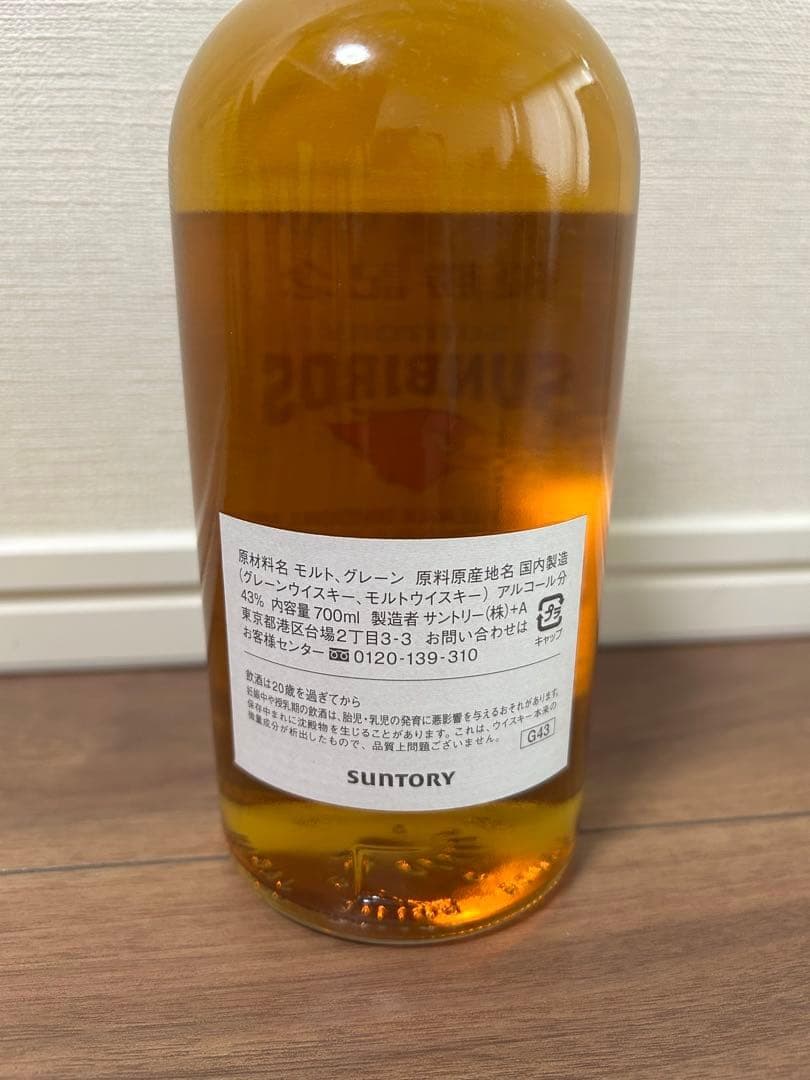 優勝記念
SUNTORY
SUNBIRDS
原材料名 モルト、グレーン 原料原産地名 国内製造
(グレーンウイスキー、モルトウイスキー) アルコール分
43% 内容量 700ml 製造者 サントリー(株)+A
東京都港区台場2丁目3-3 お問い合わせは
お客様センター 0120-139-310
プラ
キャップ
飲酒は20歳を過ぎてから
妊娠中や授乳期の飲酒は、胎児・乳児の発育に悪影響を与えるおそれがあります。
保存中まれに沈殿物を生じることがあります。これは、ウイスキー本来の
微量成分が析出したもので、品質上問題ございません。
G43
SUNTORY